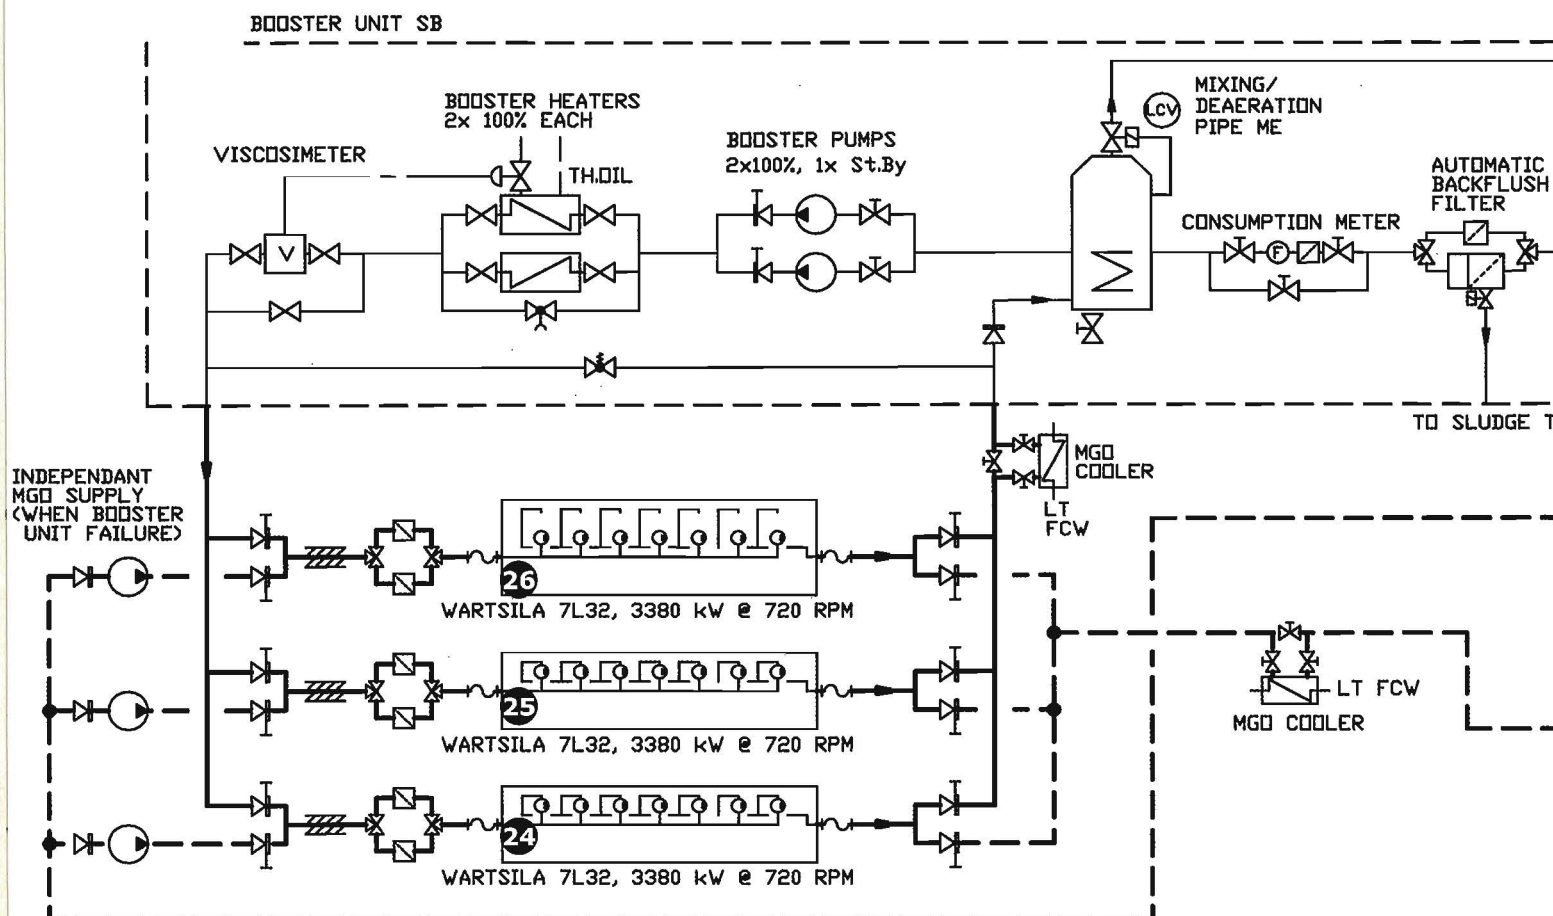 BOOSTER UNIT SB
BOOSTER HEATERS
2x 100% EACH
VISCOSIMETER
TH.OIL
V
BOOSTER PUMPS
2x100%, 1x St.By
LCV
MIXING/
DEAERATION
PIPE ME
CONSUMPTION METER
F
AUTOMATIC
BACKFLUSH
FILTER
TO SLUDGE T
MGO
COOLER
LT
FCW
INDEPENDANT
MGO SUPPLY
(WHEN BOOSTER
UNIT FAILURE)
26
WARTSILA 7L32, 3380 kW @ 720 RPM
25
WARTSILA 7L32, 3380 kW @ 720 RPM
LT FCW
MGO COOLER
24
WARTSILA 7L32, 3380 kW @ 720 RPM